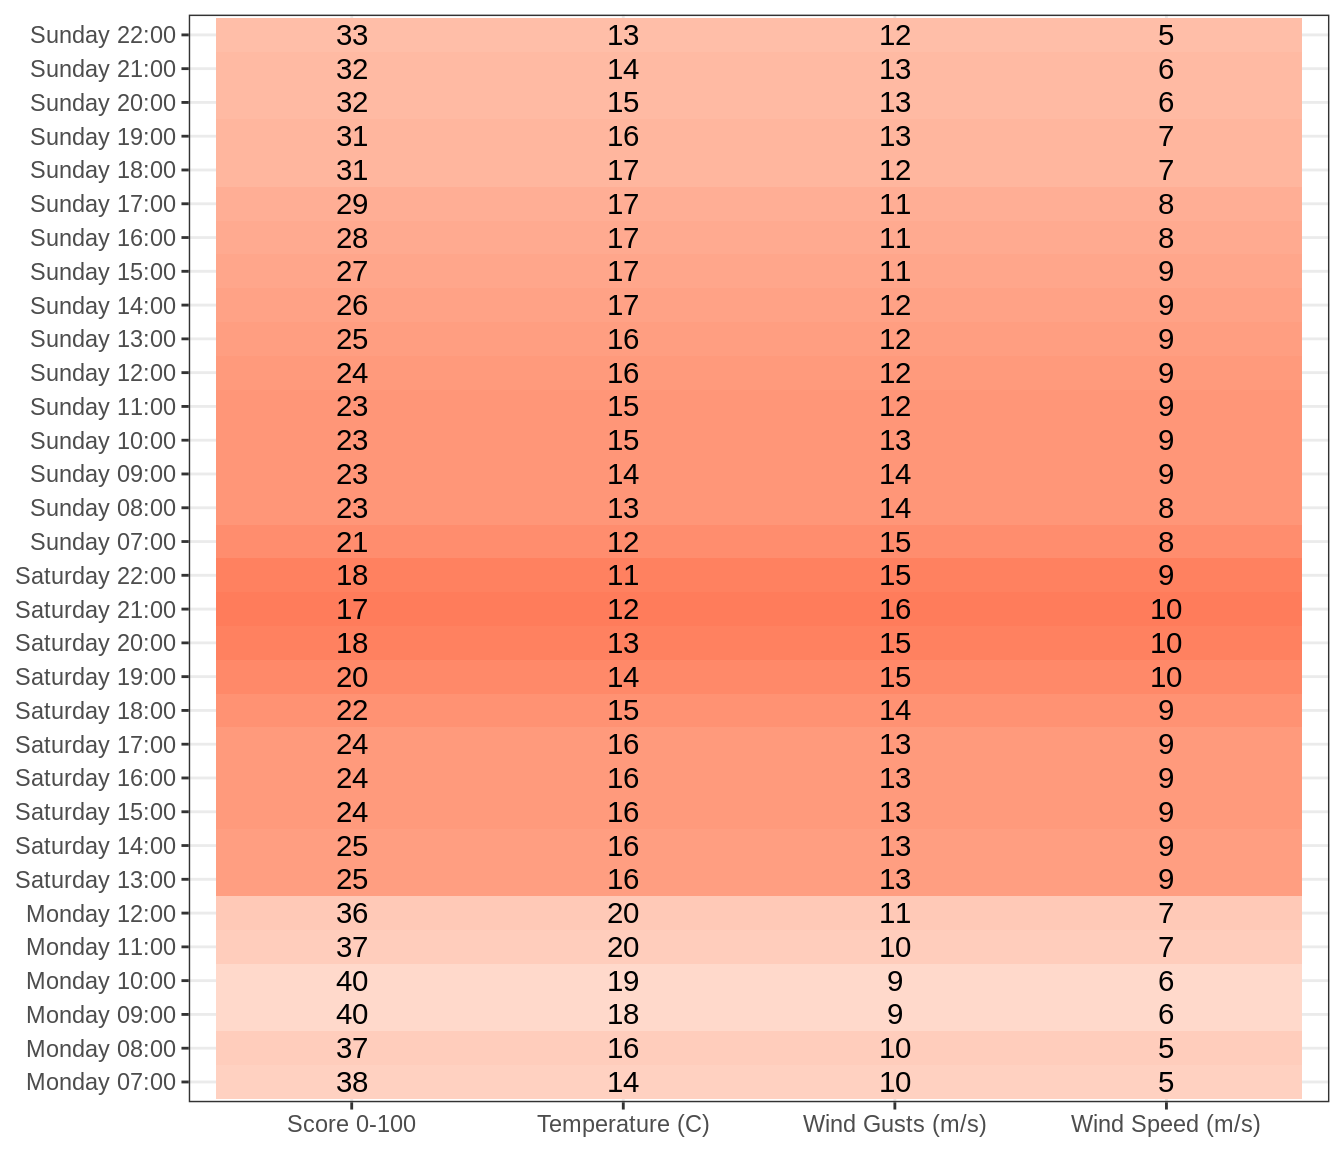 Sunday 22:00 33 13 12 5
Sunday 21:00 32 14 13 6
Sunday 20:00 32 15 13 6
Sunday 19:00 31 16 13 7
Sunday 18:00 31 17 12 7
Sunday 17:00 29 17 11 8
Sunday 16:00 28 17 11 8
Sunday 15:00 27 17 11 9
Sunday 14:00 26 17 12 9
Sunday 13:00 25 16 12 9
Sunday 12:00 24 16 12 9
Sunday 11:00 23 15 12 9
Sunday 10:00 23 15 13 9
Sunday 09:00 23 14 14 9
Sunday 08:00 23 13 14 8
Sunday 07:00 21 12 15 8
Saturday 22:00 18 11 15 9
Saturday 21:00 17 12 16 10
Saturday 20:00 18 13 15 10
Saturday 19:00 20 14 15 10
Saturday 18:00 22 15 14 9
Saturday 17:00 24 16 13 9
Saturday 16:00 24 16 13 9
Saturday 15:00 24 16 13 9
Saturday 14:00 25 16 13 9
Saturday 13:00 25 16 13 9
Monday 12:00 36 20 11 7
Monday 11:00 37 20 10 7
Monday 10:00 40 19 9 6
Monday 09:00 40 18 9 6
Monday 08:00 37 16 10 5
Monday 07:00 38 14 10 5
Score 0-100 Temperature (C) Wind Gusts (m/s) Wind Speed (m/s)